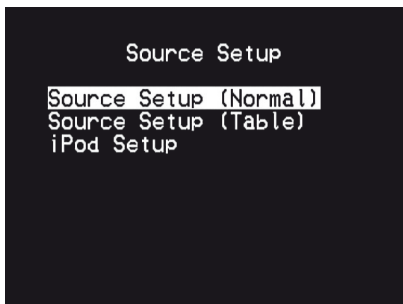 Source Setup
Source Setup (Normal)
Source Setup (Table)
iPod Setup